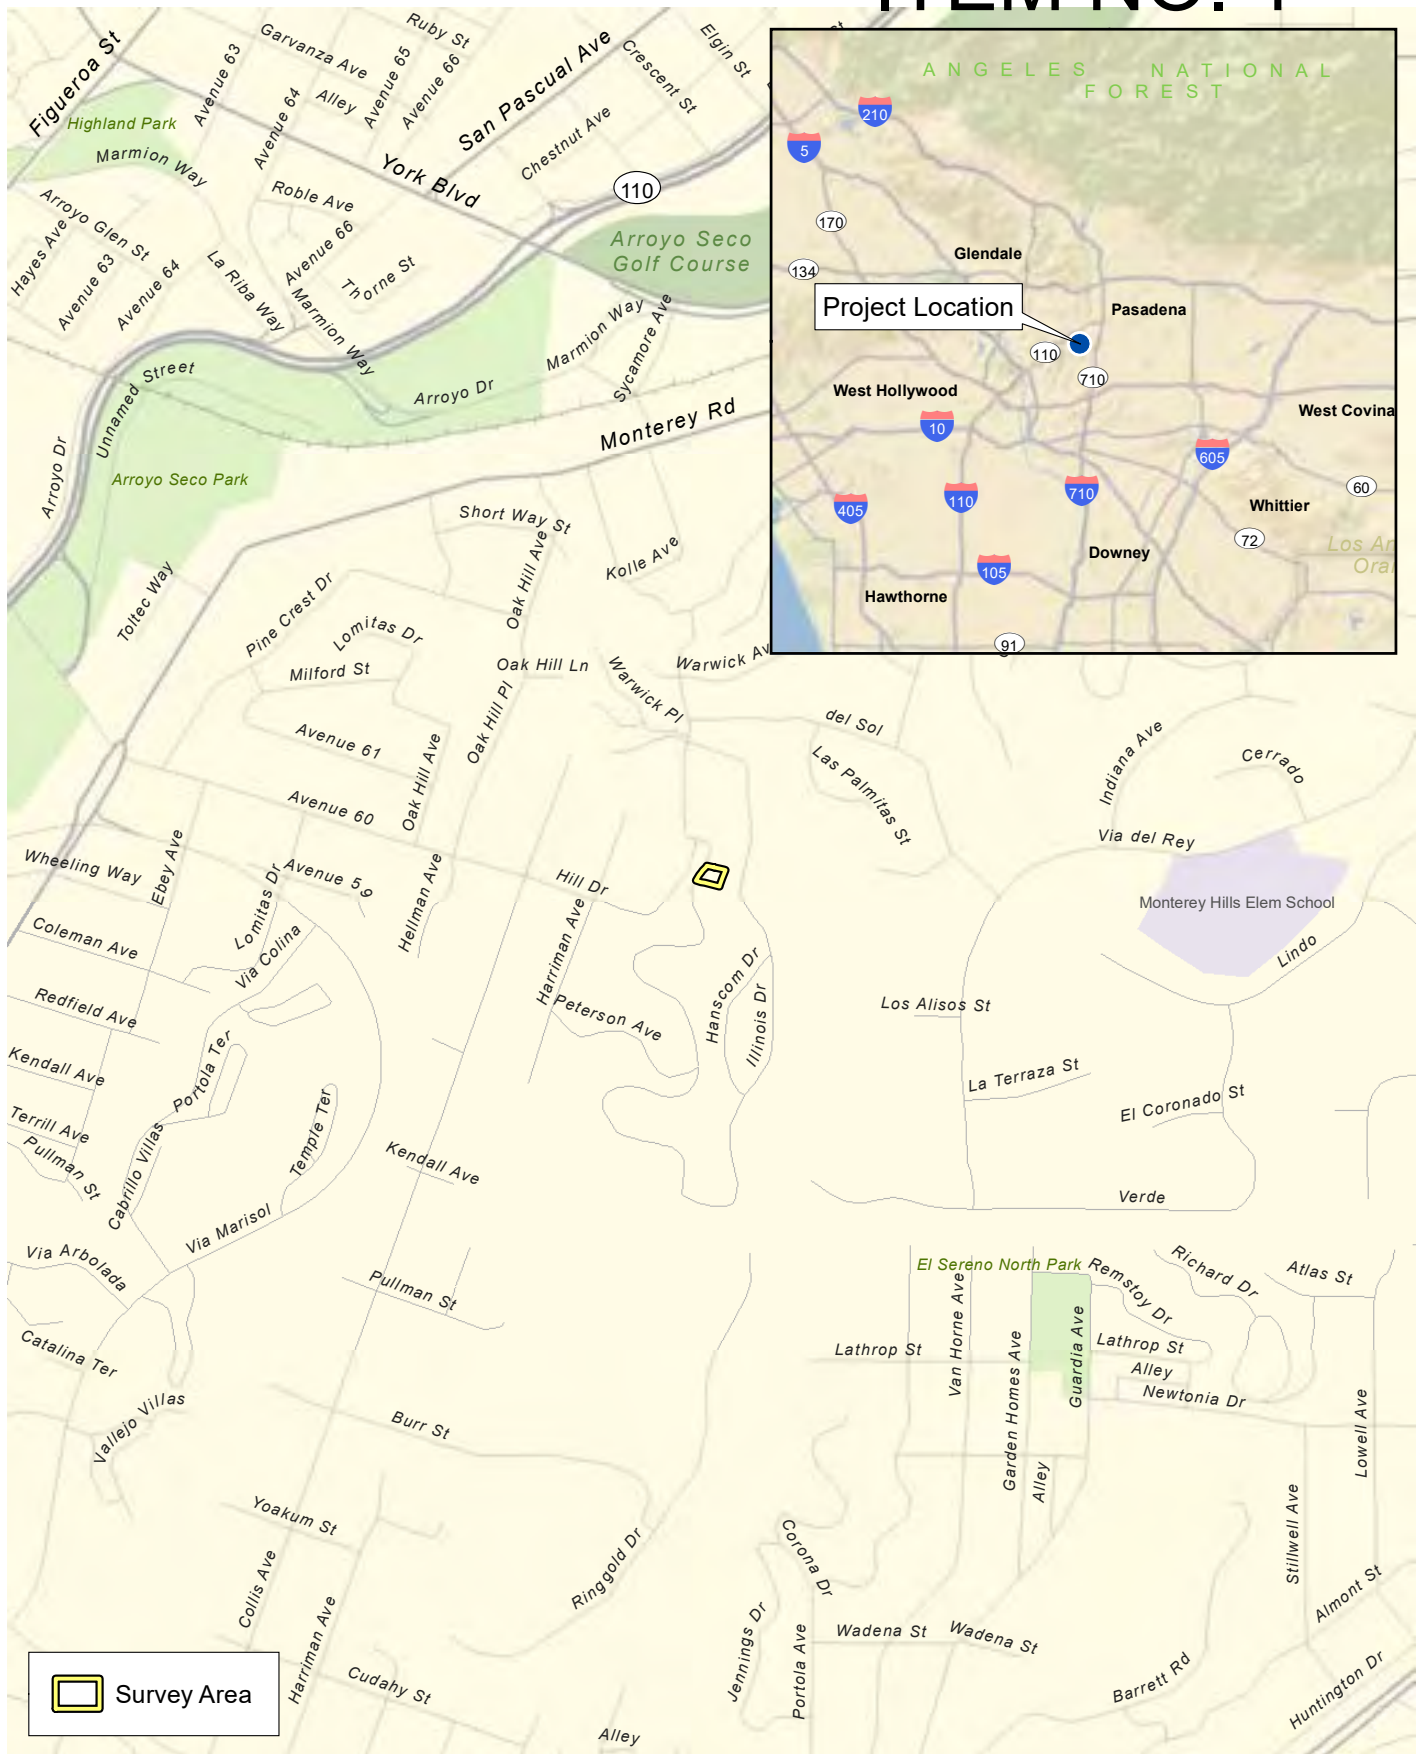 ITEM NO.
Figueroa St
Avenue 63
Garvanza Ave
Ruby St
Avenue 64
Alley
Avenue 65
Avenue 66
San Pascual Ave
Crescent St
Elgin St
Highland Park
Marmion Way
Chestnut Ave
York Blvd
110
Roble Ave
Arroyo Seco
Golf Course
Arroyo Glen St
Hayes Ave
Avenue 63
Avenue 64
La Riba Way
Avenue 66
Thorne St
Marmion Way
Marmion Way
Sycamore Ave
Unnamed Street
Arroyo Dr
Arroyo Dr
Monterey Rd
Arroyo Seco Park
ANGELES NATIONAL
FOREST
210
5
170
134
Glendale
Project Location
Pasadena
110
710
West Hollywood
West Covina
10
605
405
110
710
60
Whittier
72
Downey
105
Hawthorne
Los An
Oran
91
Short Way St
Oak Hill Ave
Kolle Ave
Toltec Way
Pine Crest Dr
Lomitas Dr
Milford St
Oak Hill Ln
Warwick Pl
Warwick Av
Oak Hill Pl
Avenue 61
Oak Hill Ave
del Sol
Las Palmitas St
Indiana Ave
Cerrado
Avenue 60
Via del Rey
Wheeling Way
Ebey Ave
Lomitas Dr
Avenue 59
Hellman Ave
Hill Dr
Harriman Ave
Monterey Hills Elem School
Coleman Ave
Via Colina
Lindo
Redfield Ave
Peterson Ave
Hanscom Dr
Illinois Dr
Los Alisos St
Kendall Ave
Portola Ter
La Terraza St
Terrill Ave
Temple Ter
El Coronado St
Pullman St
Cabrillo Villas
Kendall Ave
Verde
Via Marisol
Via Arbolada
Pullman St
El Sereno North Park
Remstoy Dr
Richard Dr
Atlas St
Van Horne Ave
Catalina Ter
Lathrop St
Garden Homes Ave
Guardia Ave
Lathrop St
Alley
Newtonia Dr
Vallejo Villas
Burr St
Lowell Ave
Alley
Yoakum St
Corona Dr
Stillwell Ave
Collis Ave
Ringgold Dr
Almont St
Harriman Ave
Jennings Dr
Portola Ave
Wadena St
Wadena St
Barrett Rd
Huntington Dr
Survey Area
Cudahy St
Alley